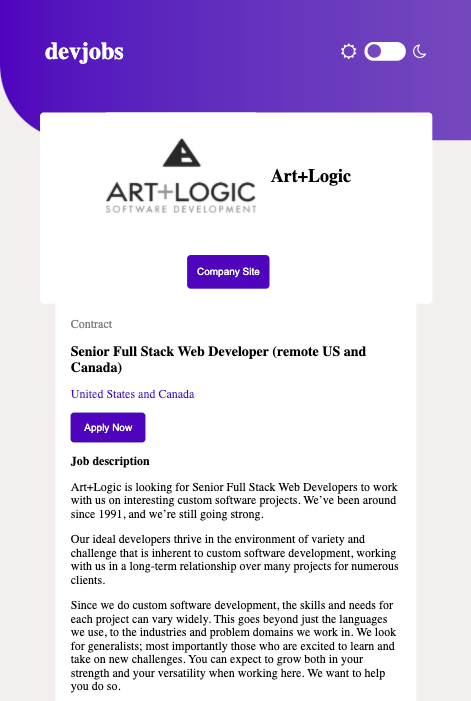 devjobs
ART+LOGIC
SOFTWARE DEVELOPMENT
Art+Logic
Company Site
Contract
Senior Full Stack Web Developer (remote US and
Canada)
United States and Canada
Apply Now
Job description
Art+Logic is looking for Senior Full Stack Web Developers to work
with us on interesting custom software projects. We’ve been around
since 1991, and we’re still going strong.
Our ideal developers thrive in the environment of variety and
challenge that is inherent to custom software development, working
with us in a long-term relationship over many projects for numerous
clients.
Since we do custom software development, the skills and needs for
each project can vary widely. This goes beyond just the languages
we use, to the industries and problem domains we work in. We look
for generalists; most importantly those who are excited to learn and
take on new challenges. You can expect to grow both in your
strength and your versatility when working here. We want to help
you do so.